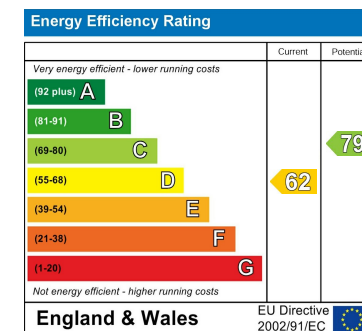 Energy Efficiency Rating
Current
Very energy efficient - lower running costs
(92 plus) A
(81-91) B
(69-80) C
79
(55-68) D
62
(39-54) E
(21-38) F
(1-20) G
Not energy efficient - higher running costs
England & Wales
EU Directive
2002/91/EC